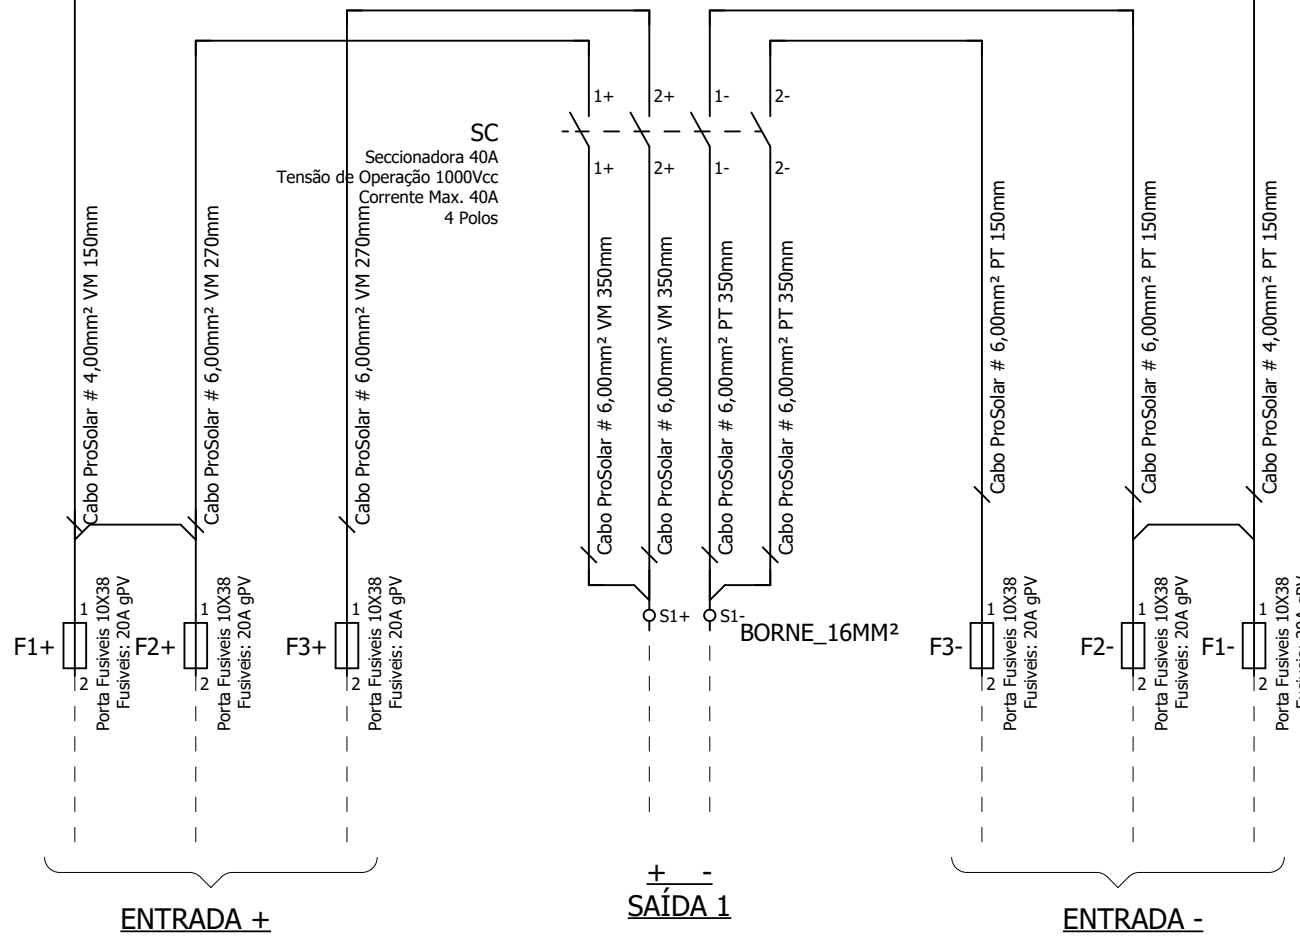 1+ 2+ 1- 2-
SC
Seccionadora 40A
Tensão de Operação 1000Vcc
Corrente Max. 40A
4 Polos
1+ 2+ 1- 2-
Cabo ProSolar # 4,00mm² VM 150mm
Cabo ProSolar # 6,00mm² VM 270mm
Cabo ProSolar # 6,00mm² VM 270mm
Cabo ProSolar # 6,00mm² VM 350mm
Cabo ProSolar # 6,00mm² VM 350mm
Cabo ProSolar # 6,00mm² PT 350mm
Cabo ProSolar # 6,00mm² PT 350mm
Cabo ProSolar # 6,00mm² PT 150mm
Cabo ProSolar # 6,00mm² PT 150mm
Cabo ProSolar # 4,00mm² PT 150mm
F1+
1
2
Porta Fusiveis 10X38
Fusiveis: 20A gPV
F2+
1
2
Porta Fusiveis 10X38
Fusiveis: 20A gPV
F3+
1
2
Porta Fusiveis 10X38
Fusiveis: 20A gPV
S1+ S1-
BORNE_16MM²
F3-
1
2
Porta Fusiveis 10X38
Fusiveis: 20A gPV
F2-
1
2
Porta Fusiveis 10X38
Fusiveis: 20A gPV
F1-
1
2
Porta Fusiveis 10X38
Fusiveis: 20A gPV
ENTRADA +
+ -
SAÍDA 1
ENTRADA -